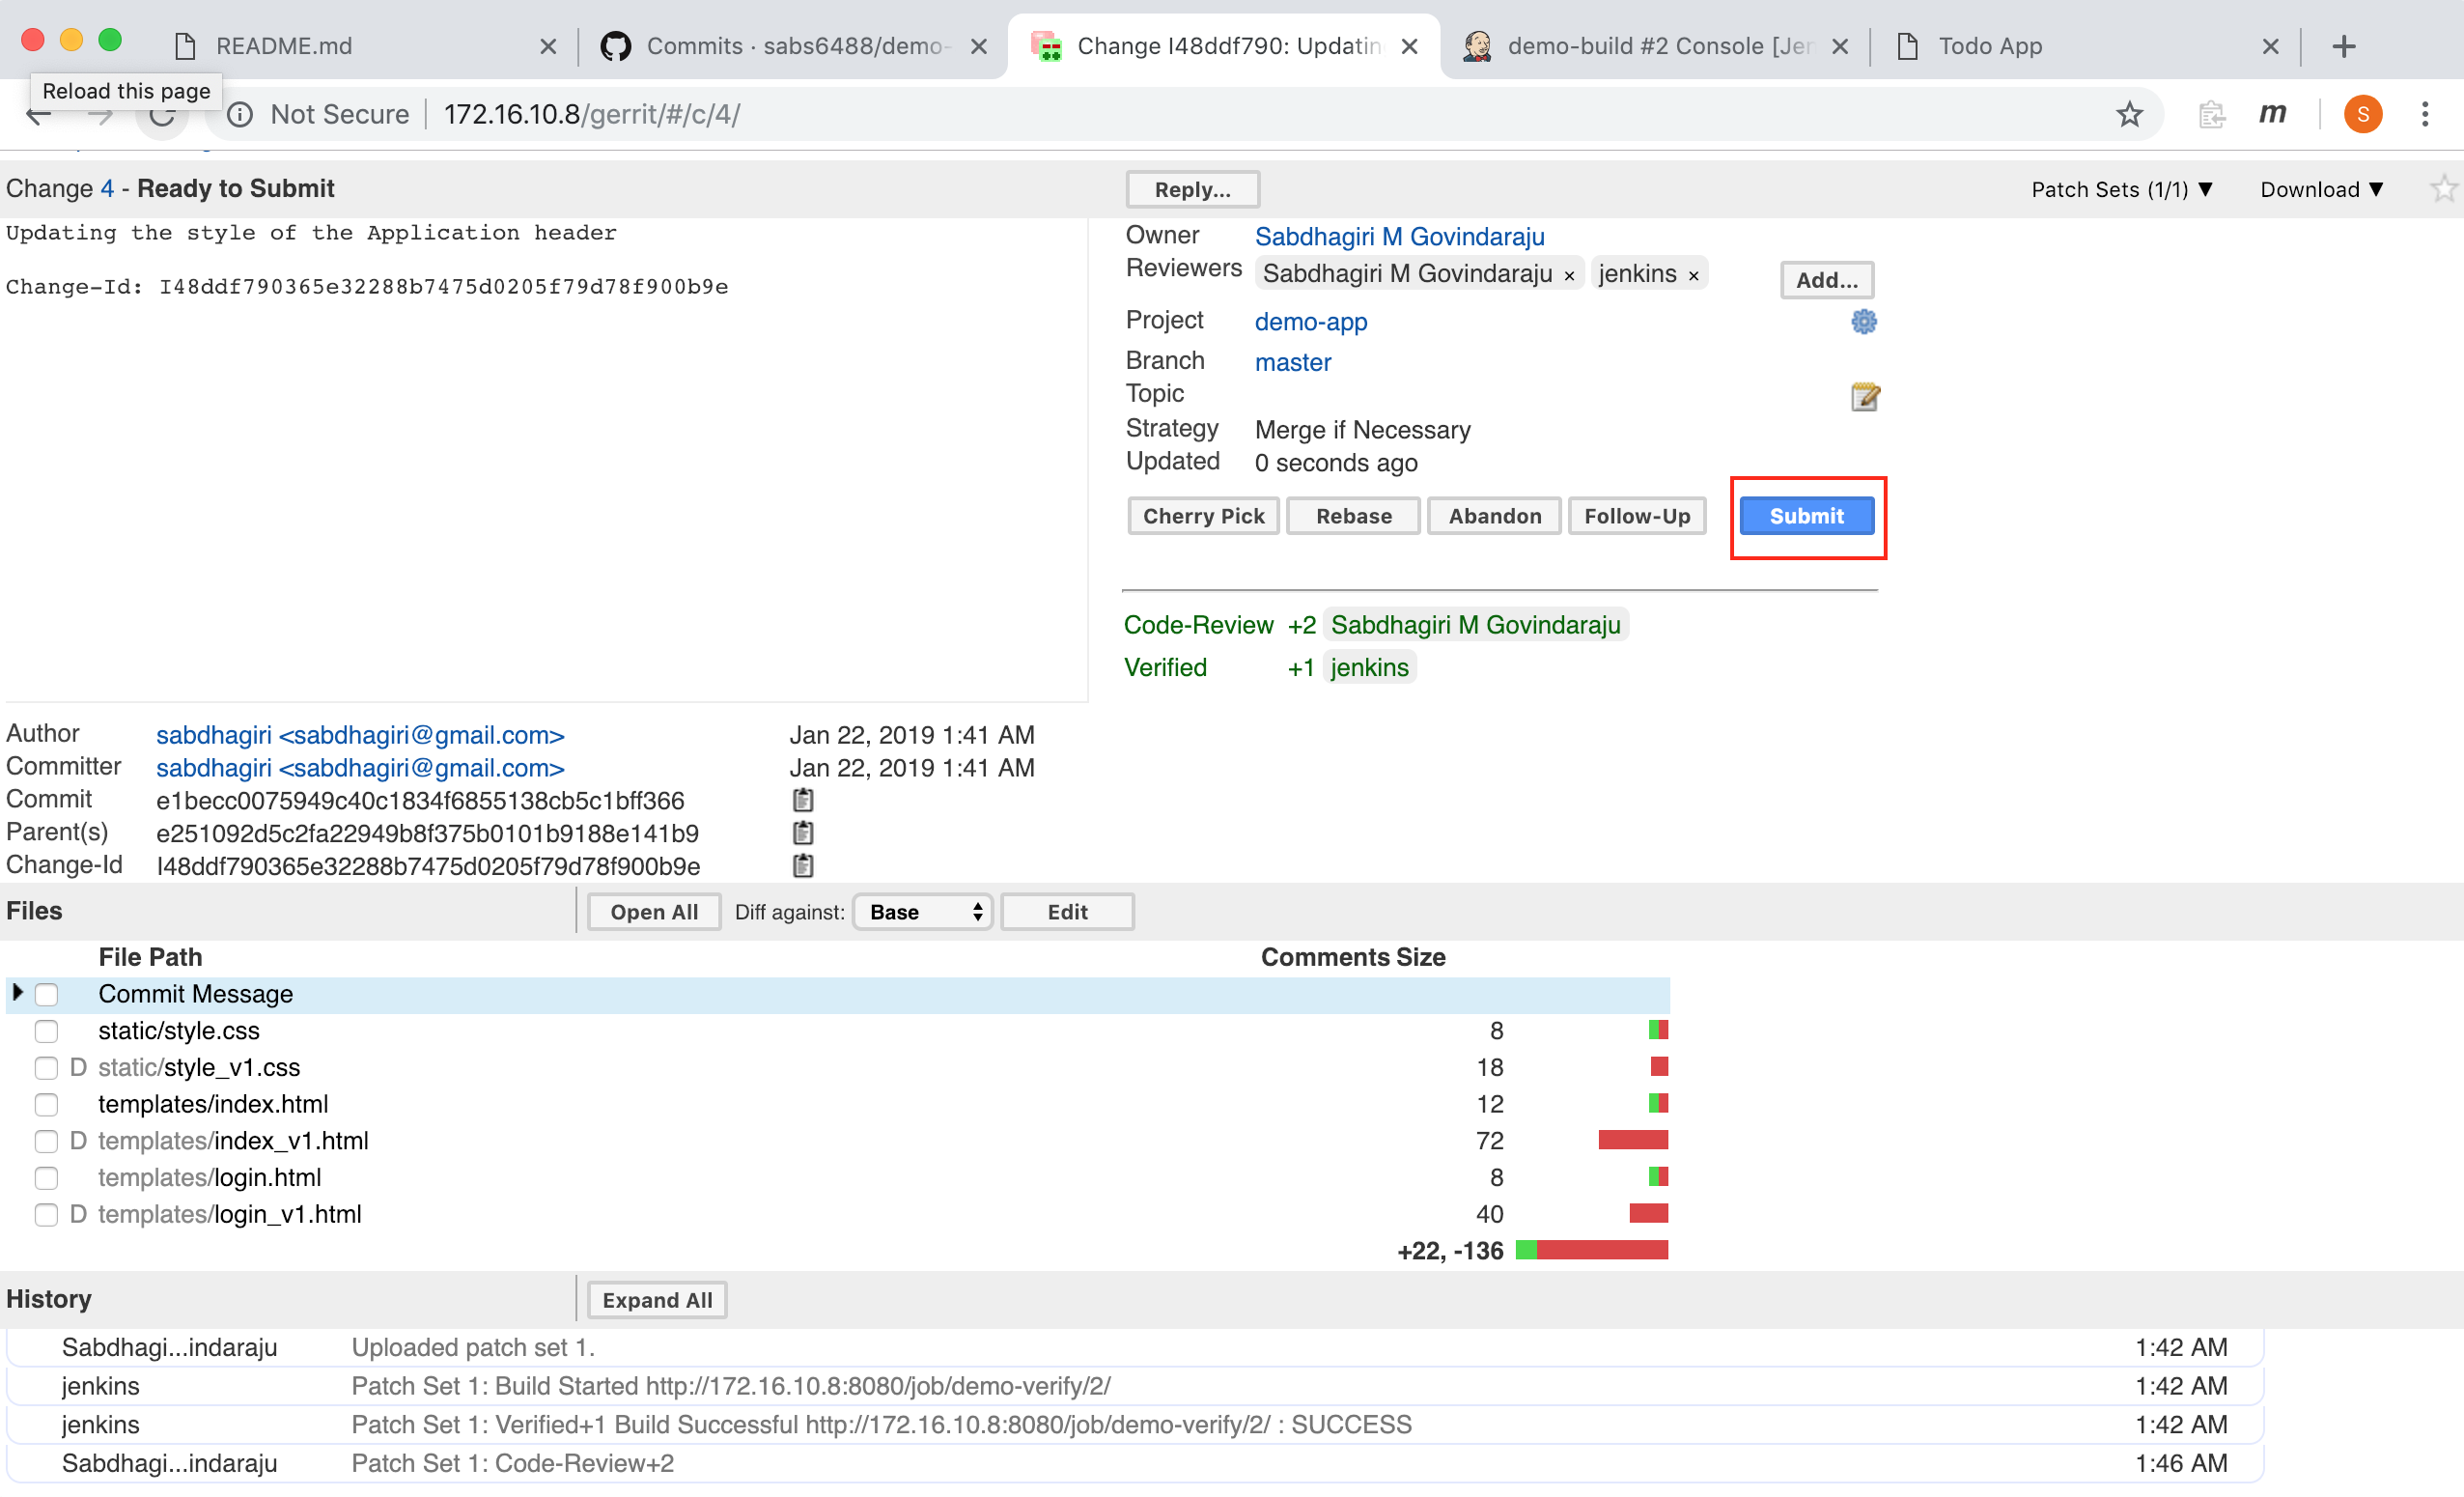 README.md
Commits · sabs6488/demo-
Change I48ddf790: Updatin
demo-build #2 Console [Jen
Todo App
Reload this page
Not Secure
172.16.10.8/gerrit/#/c/4/
m
S
Change 4 - Ready to Submit
Reply...
Patch Sets (1/1) ▼
Download ▼
Updating the style of the Application header
Change-Id: I48ddf790365e32288b7475d0205f79d78f900b9e
Owner Sabdhagiri M Govindaraju
Reviewers Sabdhagiri M Govindaraju × jenkins × Add...
Project demo-app
Branch master
Topic
Strategy Merge if Necessary
Updated 0 seconds ago
Cherry Pick Rebase Abandon Follow-Up Submit
Code-Review +2 Sabdhagiri M Govindaraju
Verified +1 jenkins
Author sabdhagiri <sabdhagiri@gmail.com> Jan 22, 2019 1:41 AM
Committer sabdhagiri <sabdhagiri@gmail.com> Jan 22, 2019 1:41 AM
Commit e1becc0075949c40c1834f6855138cb5c1bff366
Parent(s) e251092d5c2fa22949b8f375b0101b9188e141b9
Change-Id I48ddf790365e32288b7475d0205f79d78f900b9e
Files Open All Diff against: Base Edit
File Path Comments Size
Commit Message
static/style.css 8
D static/style_v1.css 18
templates/index.html 12
D templates/index_v1.html 72
templates/login.html 8
D templates/login_v1.html 40
+22, -136
History Expand All
Sabdhagi...indaraju Uploaded patch set 1. 1:42 AM
jenkins Patch Set 1: Build Started http://172.16.10.8:8080/job/demo-verify/2/ 1:42 AM
jenkins Patch Set 1: Verified+1 Build Successful http://172.16.10.8:8080/job/demo-verify/2/ : SUCCESS 1:42 AM
Sabdhagi...indaraju Patch Set 1: Code-Review+2 1:46 AM